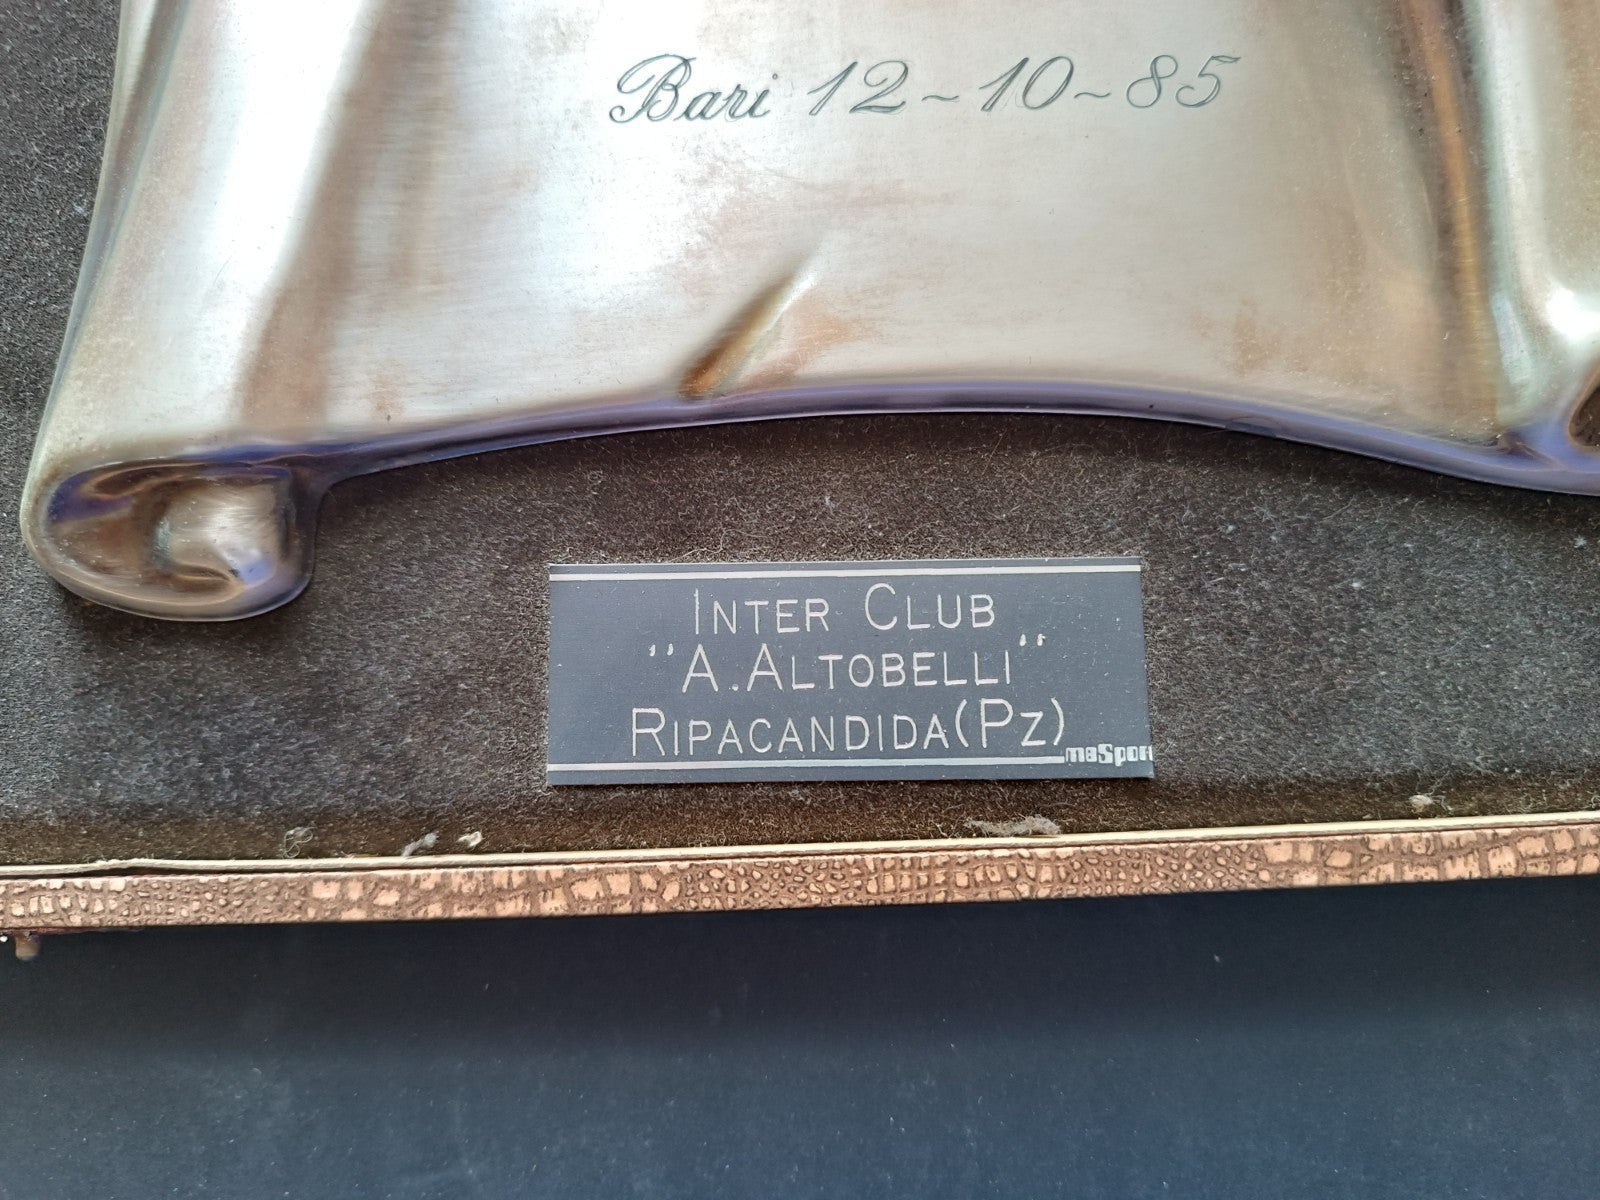 Bari 12~10~85
INTER CLUB
"A.ALTOBELLI"
RIPACANDIDA(PZ)